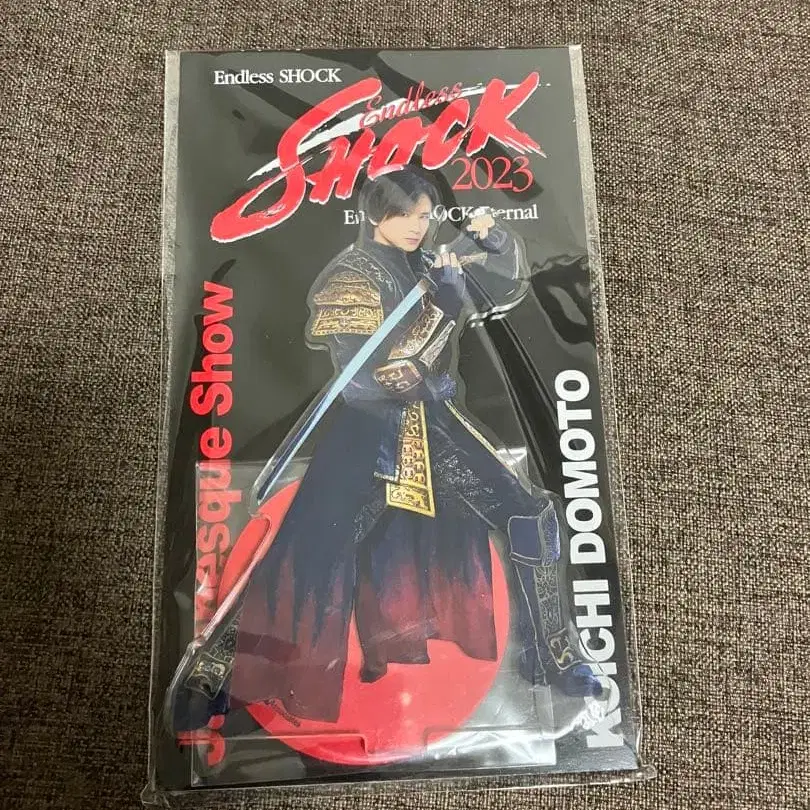 Endless SHOCK
Endless
SHOCK
2023
KOICHI DOMOTO
Show